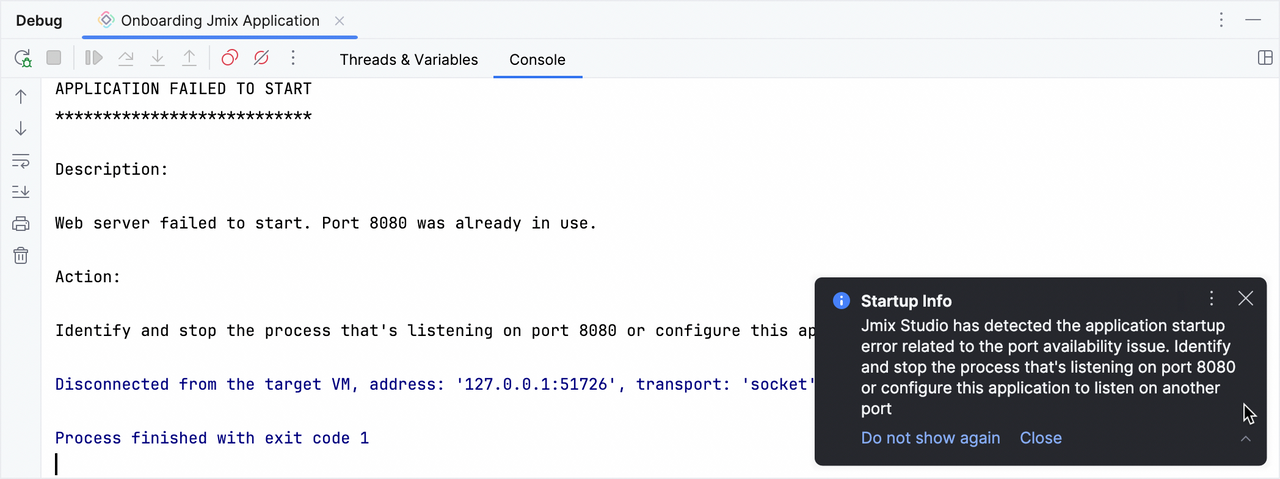 Debug
Onboarding Jmix Application
Threads & Variables
Console
APPLICATION FAILED TO START
***************************
Description:
Web server failed to start. Port 8080 was already in use.
Action:
Identify and stop the process that's listening on port 8080 or configure this ap
Disconnected from the target VM, address: '127.0.0.1:51726', transport: 'socket'
Process finished with exit code 1
Startup Info
Jmix Studio has detected the application startup
error related to the port availability issue. Identify
and stop the process that's listening on port 8080
or configure this application to listen on another
port
Do not show again
Close